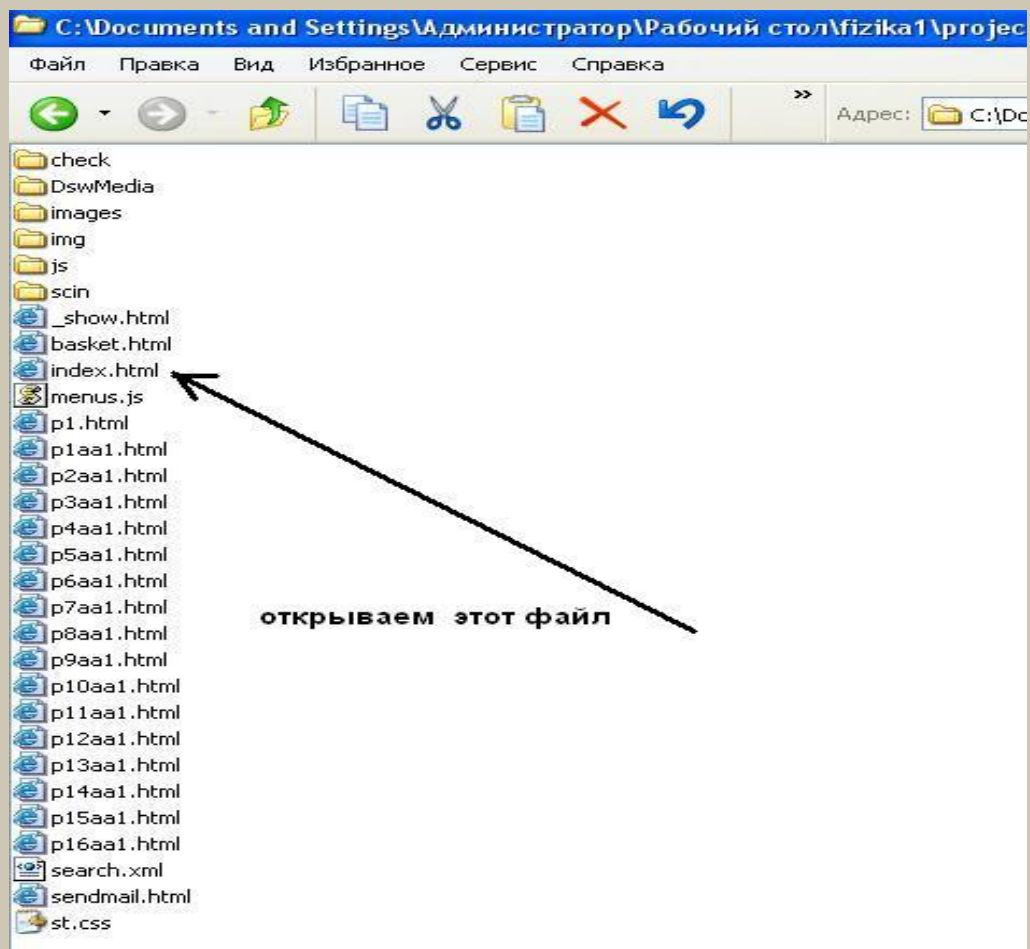 C:\Documents and Settings\Администратор\Рабочий стол\fizika1\projec
Файл Правка Вид Избранное Сервис Справка
» Адрес: C:\Do
check
DswMedia
images
img
js
scin
_show.html
basket.html
index.html
menus.js
p1.html
p1aa1.html
p2aa1.html
p3aa1.html
p4aa1.html
p5aa1.html
p6aa1.html
p7aa1.html
открываем этот файл
p8aa1.html
p9aa1.html
p10aa1.html
p11aa1.html
p12aa1.html
p13aa1.html
p14aa1.html
p15aa1.html
p16aa1.html
search.xml
sendmail.html
st.css